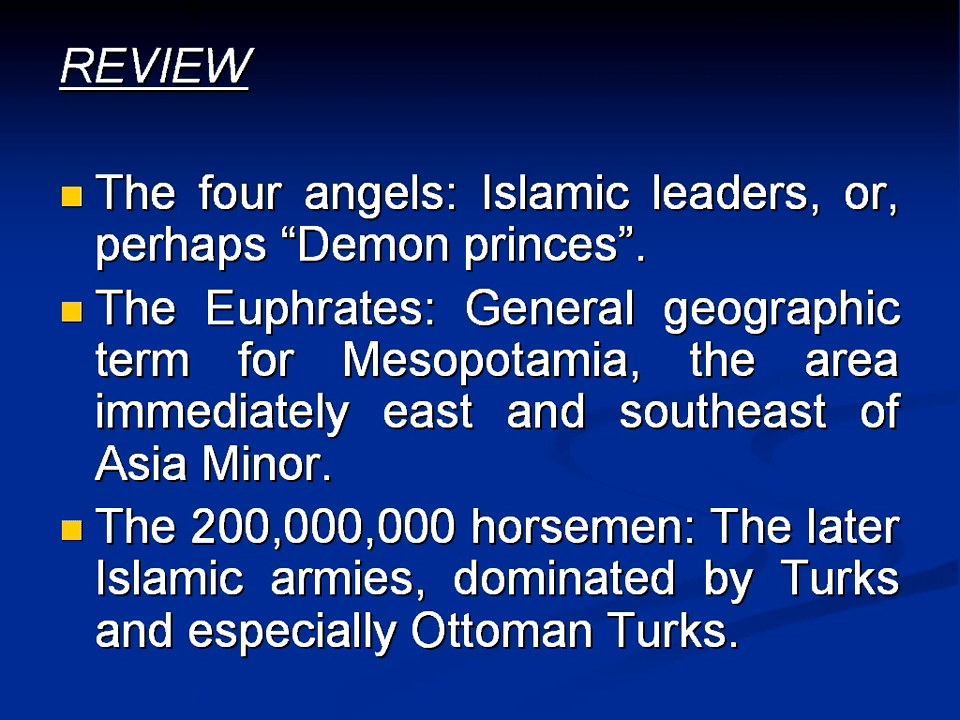 REVIEW
The four angels: Islamic leaders, or,
perhaps “Demon princes”.
The Euphrates: General geographic
term for Mesopotamia, the area
immediately east and southeast of
Asia Minor.
The 200,000,000 horsemen: The later
Islamic armies, dominated by Turks
and especially Ottoman Turks.